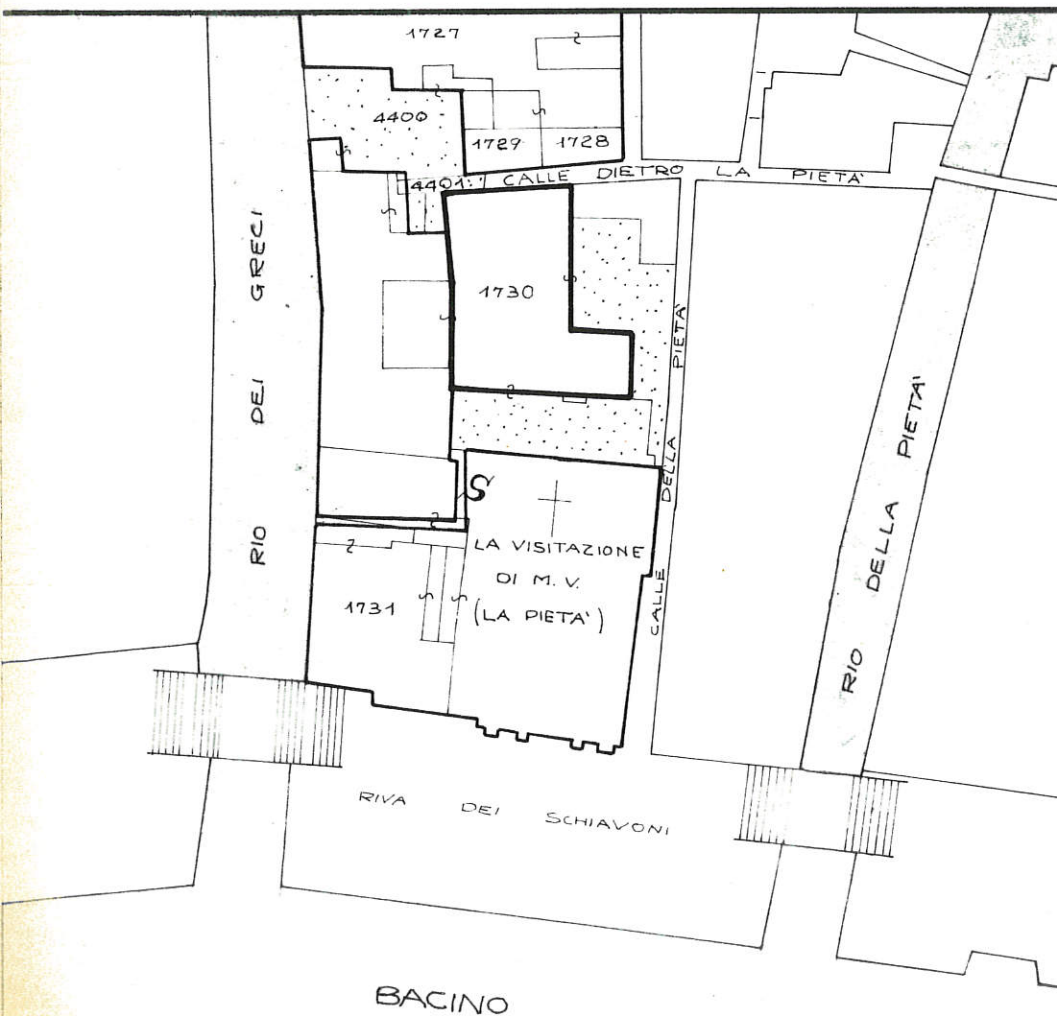 1727
4400
1729
1728
4401
CALLE DIETRO LA PIETA'
1730
RIO DEI GRECI
CALLE DELLA PIETA'
RIO DELLA PIETA'
S
LA VISITAZIONE
DI M. V.
(LA PIETA')
1731
RIVA DEI SCHIAVONI
BACINO